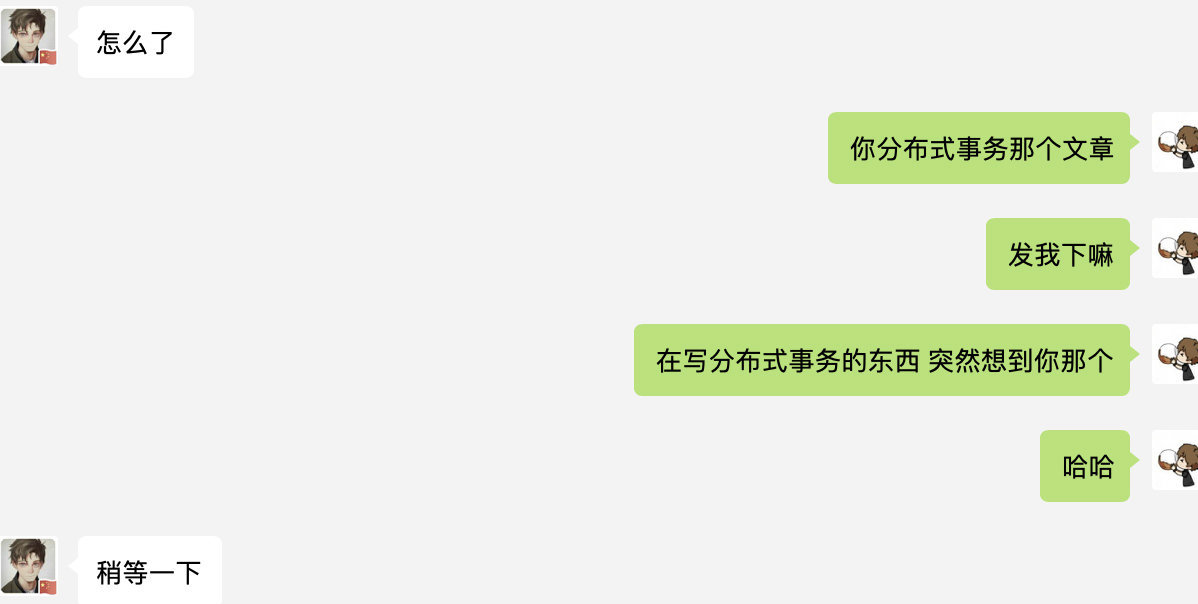 怎么了
你分布式事务那个文章
发我下嘛
在写分布式事务的东西 突然想到你那个
哈哈
稍等一下